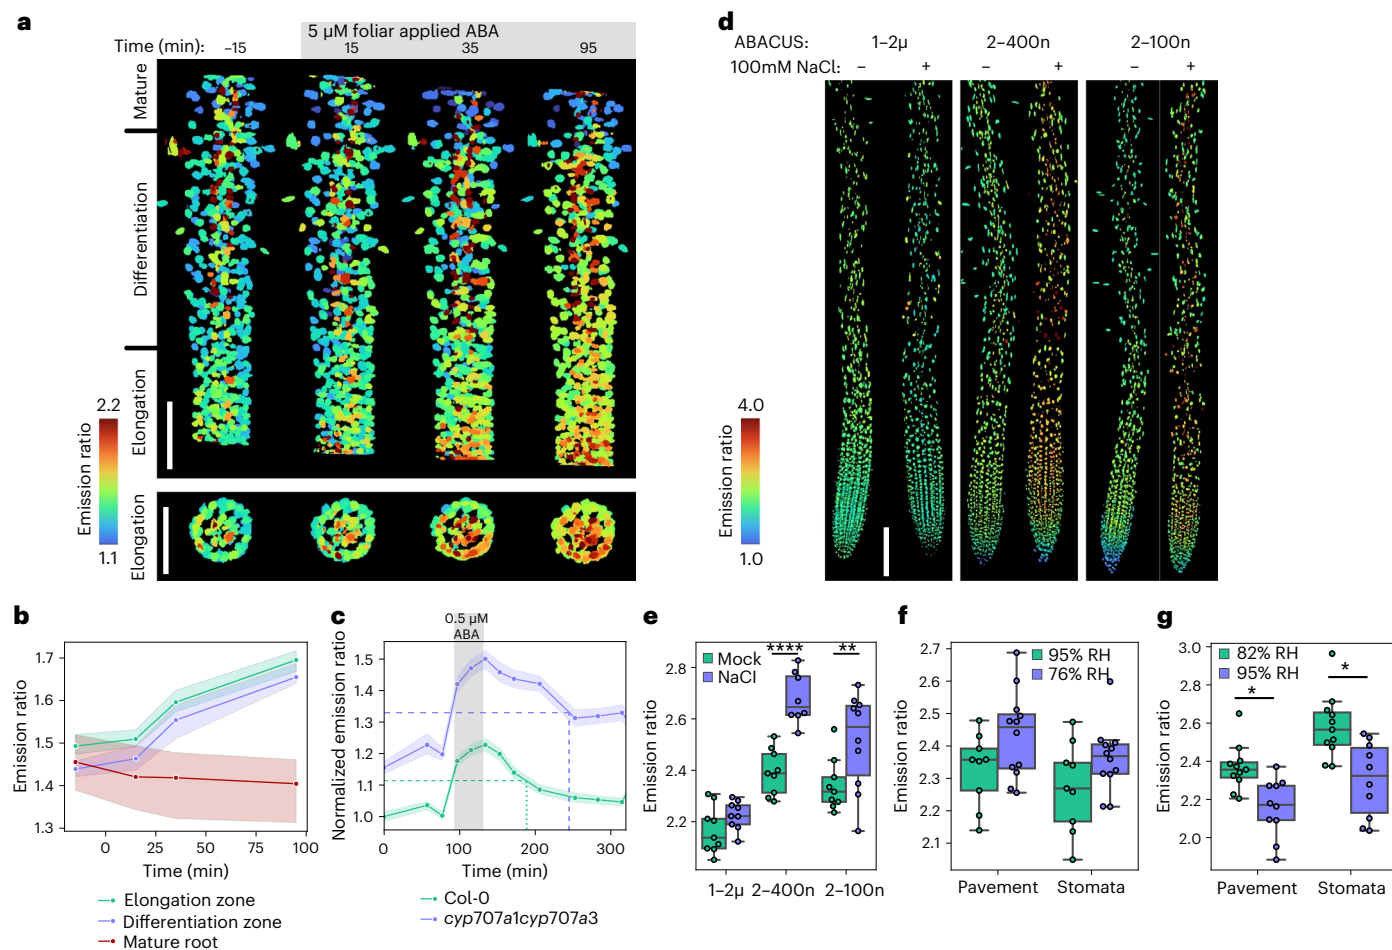 a
5 µM foliar applied ABA
Time (min): –15 15 35 95
Mature
Differentiation
Elongation
Elongation
Emission ratio
2.2
1.1
d
ABACUS: 1–2µ 2–400n 2–100n
100mM NaCl: – + – + – +
Emission ratio
4.0
1.0
b
Emission ratio
1.7
1.6
1.5
1.4
1.3
0 25 50 75 100
Time (min)
Elongation zone
Differentiation zone
Mature root
c
0.5 µM
ABA
Normalized emission ratio
1.5
1.4
1.3
1.2
1.1
1.0
0 100 200 300
Time (min)
Col-0
cyp707a1cyp707a3
e
Mock
NaCl
**** **
Emission ratio
2.8
2.6
2.4
2.2
1–2µ 2–400n 2–100n
f
95% RH
76% RH
Emission ratio
2.7
2.6
2.5
2.4
2.3
2.2
2.1
Pavement Stomata
g
82% RH
95% RH
* *
Emission ratio
3.0
2.8
2.6
2.4
2.2
2.0
Pavement Stomata